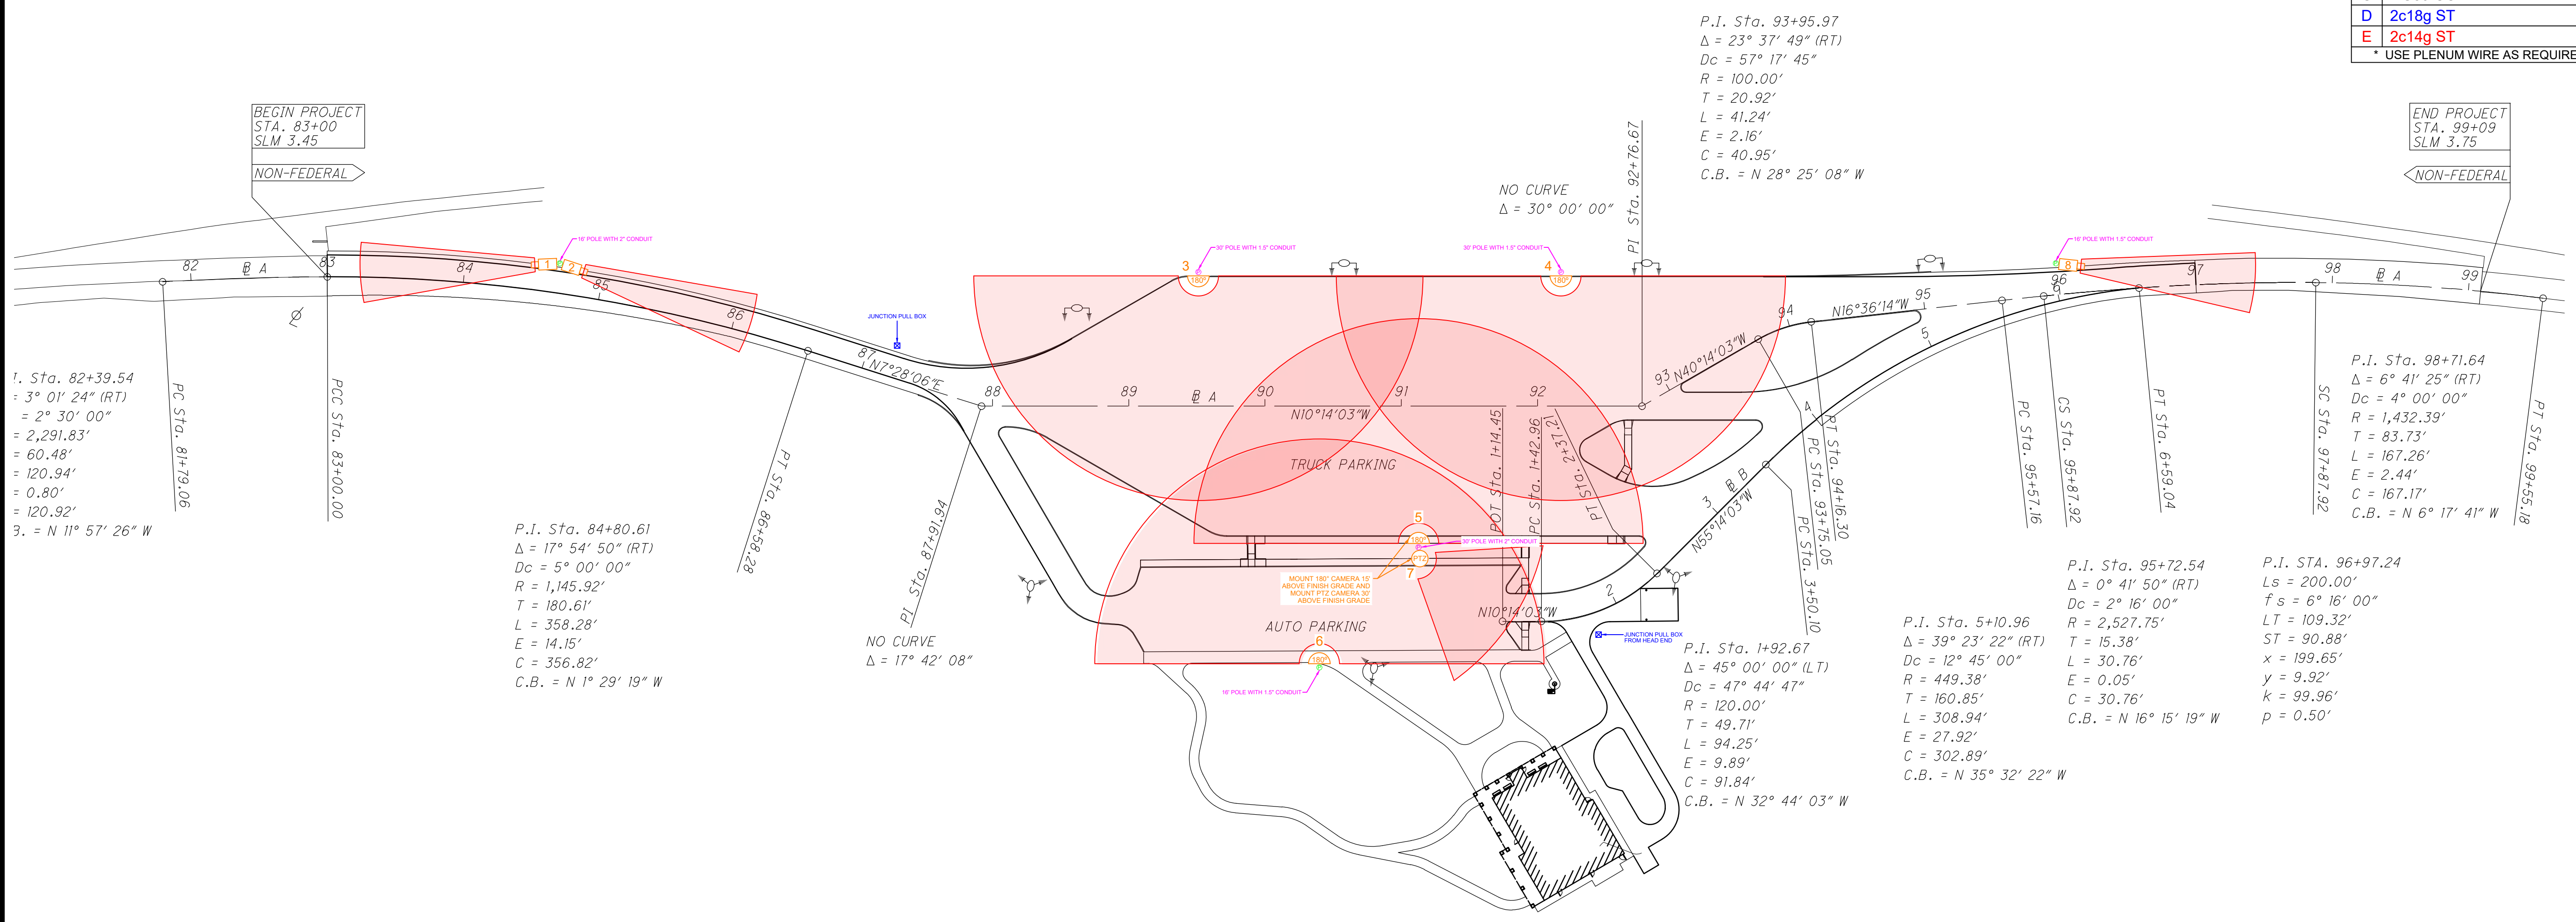 D 2c18g ST
E 2c14g ST
* USE PLENUM WIRE AS REQUIRE
BEGIN PROJECT
STA. 83+00
SLM 3.45
NON-FEDERAL
END PROJECT
STA. 99+09
SLM 3.75
NON-FEDERAL
P.I. Sta. 93+95.97
Δ = 23° 37' 49" (RT)
Dc = 57° 17' 45"
R = 100.00'
T = 20.92'
L = 41.24'
E = 2.16'
C = 40.95'
C.B. = N 28° 25' 08" W
NO CURVE
Δ = 30° 00' 00"
PI Sta. 92+76.67
16' POLE WITH 2" CONDUIT
30' POLE WITH 1.5" CONDUIT
30' POLE WITH 1.5" CONDUIT
16' POLE WITH 1.5" CONDUIT
1
2
3
180°
4
180°
8
82
A
83
84
85
86
87
88
89
90
A
91
92
93
94
95
96
6
97
98
A
99
JUNCTION PULL BOX
N7°28'06"E
N10°14'03"W
N40°14'03"W
N16°36'14"W
5
4
3
B
N55°14'03"W
2
N10°14'03"W
TRUCK PARKING
AUTO PARKING
5
180°
30' POLE WITH 2" CONDUIT
PTZ
7
MOUNT 180° CAMERA 15'
ABOVE FINISH GRADE AND
MOUNT PTZ CAMERA 30'
ABOVE FINISH GRADE
6
180°
16' POLE WITH 1.5" CONDUIT
JUNCTION PULL BOX
FROM HEAD END
PC Sta. 81+79.06
PCC Sta. 83+00.00
PT Sta. 86+58.28
PI Sta. 87+91.94
POT Sta. 1+14.45
PC Sta. 1+42.96
PT Sta. 2+37.21
PC Sta. 3+50.10
PC Sta. 93+75.05
PT Sta. 94+16.30
PC Sta. 95+57.16
CS Sta. 95+87.92
PT Sta. 6+59.04
SC Sta. 97+87.92
PT Sta. 99+55.18
I. Sta. 82+39.54
= 3° 01' 24" (RT)
= 2° 30' 00"
= 2,291.83'
= 60.48'
= 120.94'
= 0.80'
= 120.92'
B. = N 11° 57' 26" W
P.I. Sta. 84+80.61
Δ = 17° 54' 50" (RT)
Dc = 5° 00' 00"
R = 1,145.92'
T = 180.61'
L = 358.28'
E = 14.15'
C = 356.82'
C.B. = N 1° 29' 19" W
NO CURVE
Δ = 17° 42' 08"
P.I. Sta. 1+92.67
Δ = 45° 00' 00" (LT)
Dc = 47° 44' 47"
R = 120.00'
T = 49.71'
L = 94.25'
E = 9.89'
C = 91.84'
C.B. = N 32° 44' 03" W
P.I. Sta. 5+10.96
Δ = 39° 23' 22" (RT)
Dc = 12° 45' 00"
R = 449.38'
T = 160.85'
L = 308.94'
E = 27.92'
C = 302.89'
C.B. = N 35° 32' 22" W
P.I. Sta. 95+72.54
Δ = 0° 41' 50" (RT)
Dc = 2° 16' 00"
R = 2,527.75'
T = 15.38'
L = 30.76'
E = 0.05'
C = 30.76'
C.B. = N 16° 15' 19" W
P.I. STA. 96+97.24
Ls = 200.00'
fs = 6° 16' 00"
LT = 109.32'
ST = 90.88'
x = 199.65'
y = 9.92'
k = 99.96'
p = 0.50'
P.I. Sta. 98+71.64
Δ = 6° 41' 25" (RT)
Dc = 4° 00' 00"
R = 1,432.39'
T = 83.73'
L = 167.26'
E = 2.44'
C = 167.17'
C.B. = N 6° 17' 41" W